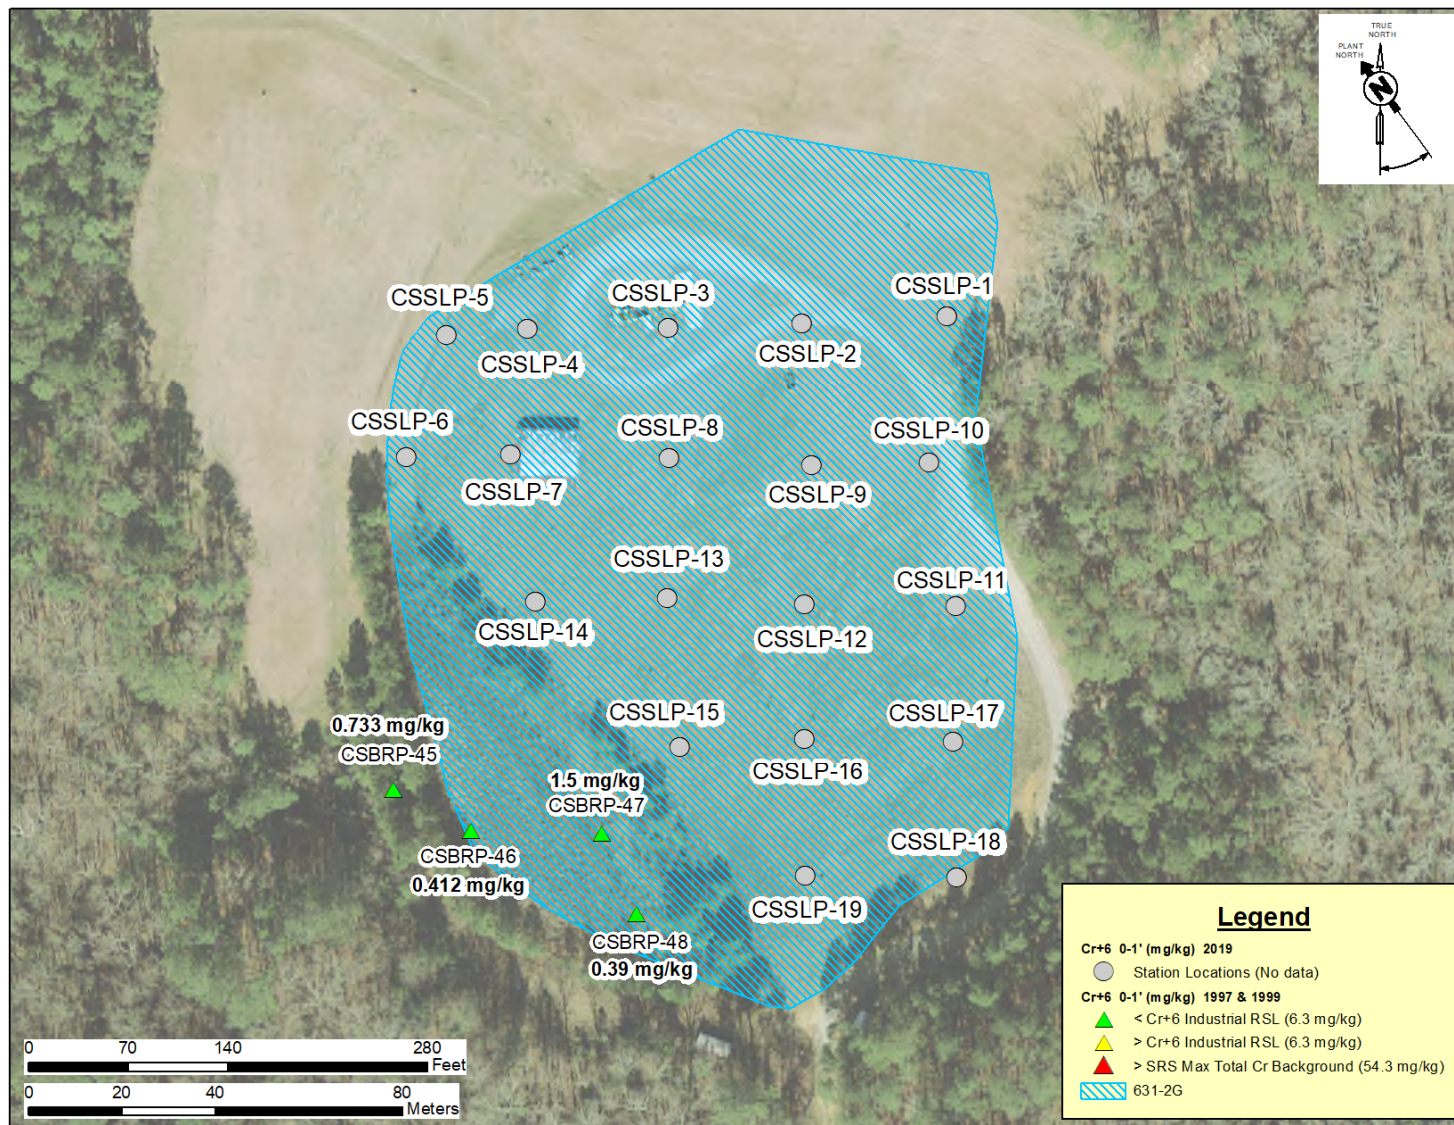 TRUE
NORTH
PLANT
NORTH
N
CSSLP-1
CSSLP-3
CSSLP-5
CSSLP-2
CSSLP-4
CSSLP-6
CSSLP-8
CSSLP-10
CSSLP-7
CSSLP-9
CSSLP-13
CSSLP-11
CSSLP-14
CSSLP-12
CSSLP-15
CSSLP-17
0.733 mg/kg
CSBRP-45
CSSLP-16
1.5 mg/kg
CSBRP-47
CSSLP-18
CSBRP-46
0.412 mg/kg
CSSLP-19
CSBRP-48
0.39 mg/kg
Legend
Cr+6 0-1' (mg/kg) 2019
Station Locations (No data)
Cr+6 0-1' (mg/kg) 1997 & 1999
< Cr+6 Industrial RSL (6.3 mg/kg)
> Cr+6 Industrial RSL (6.3 mg/kg)
> SRS Max Total Cr Background (54.3 mg/kg)
631-2G
0 70 140 280
Feet
0 20 40 80
Meters